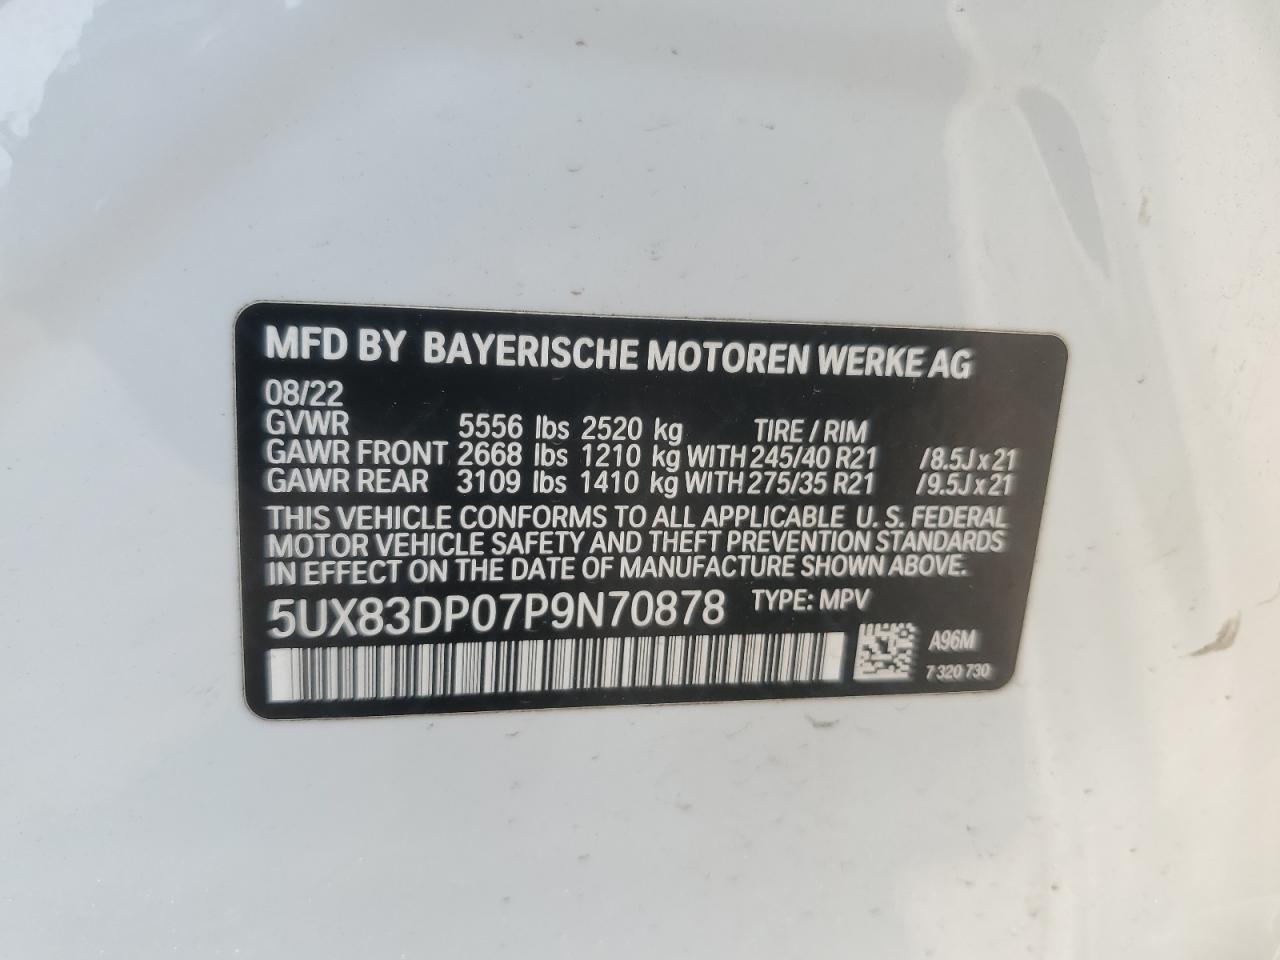 MFD BY BAYERISCHE MOTOREN WERKE AG
08/22
GVWR 5556 lbs 2520 kg TIRE / RIM
GAWR FRONT 2668 lbs 1210 kg WITH 245/40 R21 /8.5J x 21
GAWR REAR 3109 lbs 1410 kg WITH 275/35 R21 /9.5J x 21
THIS VEHICLE CONFORMS TO ALL APPLICABLE U. S. FEDERAL
MOTOR VEHICLE SAFETY AND THEFT PREVENTION STANDARDS
IN EFFECT ON THE DATE OF MANUFACTURE SHOWN ABOVE.
5UX83DP07P9N70878 TYPE: MPV
A96M
7 320 730